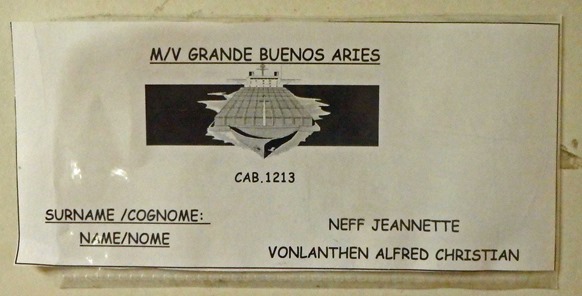 M/V GRANDE BUENOS ARIES
CAB.1213
SURNAME /COGNOME:
NAME/NOME
NEFF JEANNETTE
VONLANTHEN ALFRED CHRISTIAN